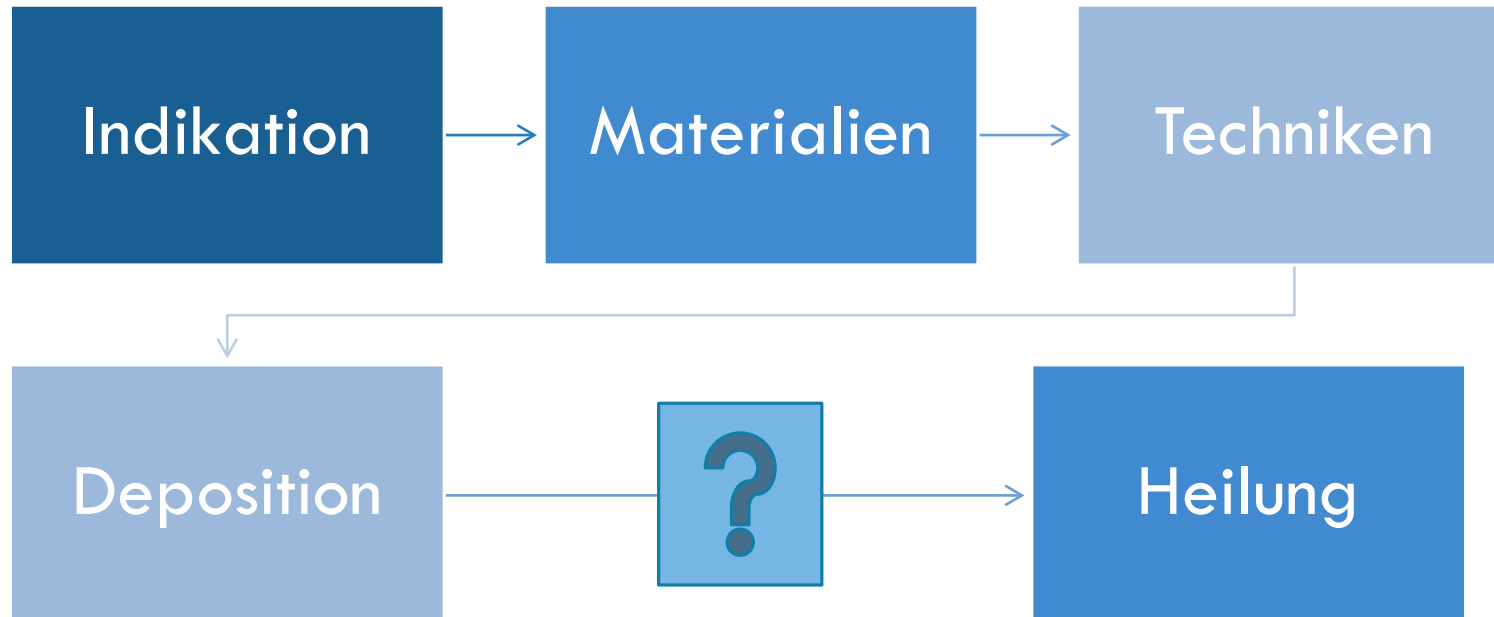 Indikation
Materialien
Techniken
Deposition
?
Heilung